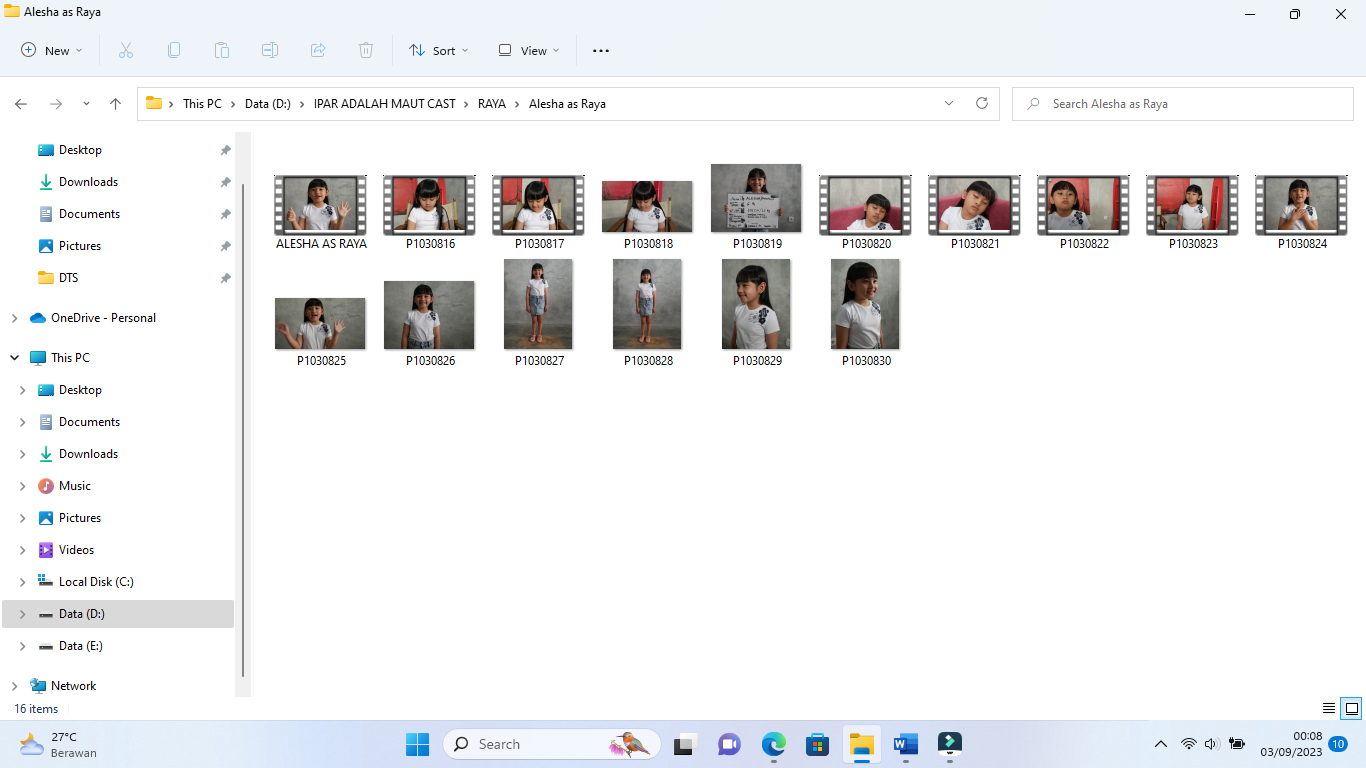 Alesha as Raya
New
Sort
View
This PC
Data (D:)
IPAR ADALAH MAUT CAST
RAYA
Alesha as Raya
Search Alesha as Raya
Desktop
Downloads
Documents
Pictures
DTS
OneDrive - Personal
This PC
Desktop
Documents
Downloads
Music
Pictures
Videos
Local Disk (C:)
Data (D:)
Data (E:)
Network
ALESHA AS RAYA
P1030816
P1030817
P1030818
P1030819
P1030820
P1030821
P1030822
P1030823
P1030824
P1030825
P1030826
P1030827
P1030828
P1030829
P1030830
16 items
27°C
Berawan
Search
00:08
03/09/2023
10